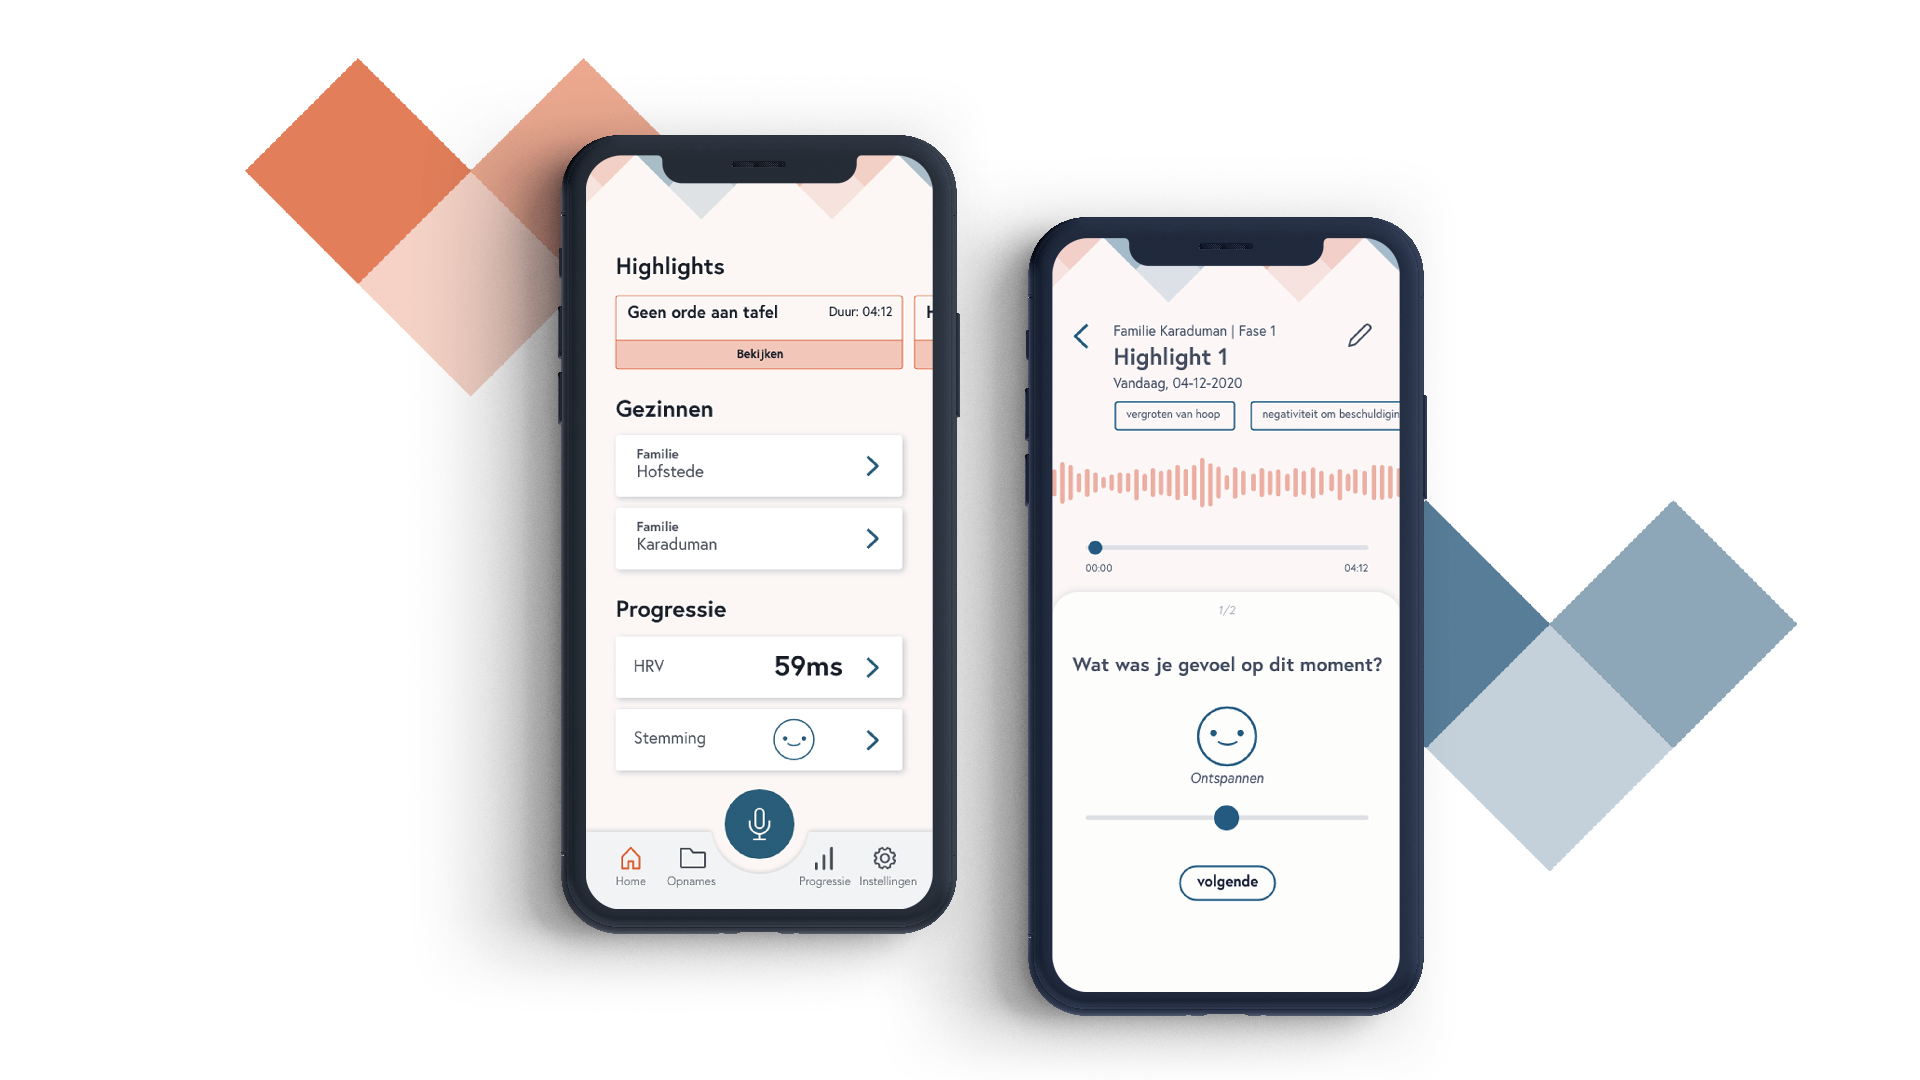 Highlights
Geen orde aan tafel
Duur: 04:12
Bekijken
H
Gezinnen
Familie
Hofstede
Familie
Karaduman
Progressie
HRV
59ms
Stemming
Home
Opnames
Progressie
Instellingen
Familie Karaduman | Fase 1
Highlight 1
Vandaag, 04-12-2020
vergroten van hoop
negativiteit om beschuldigin
00:00
04:12
1/2
Wat was je gevoel op dit moment?
Ontspannen
volgende